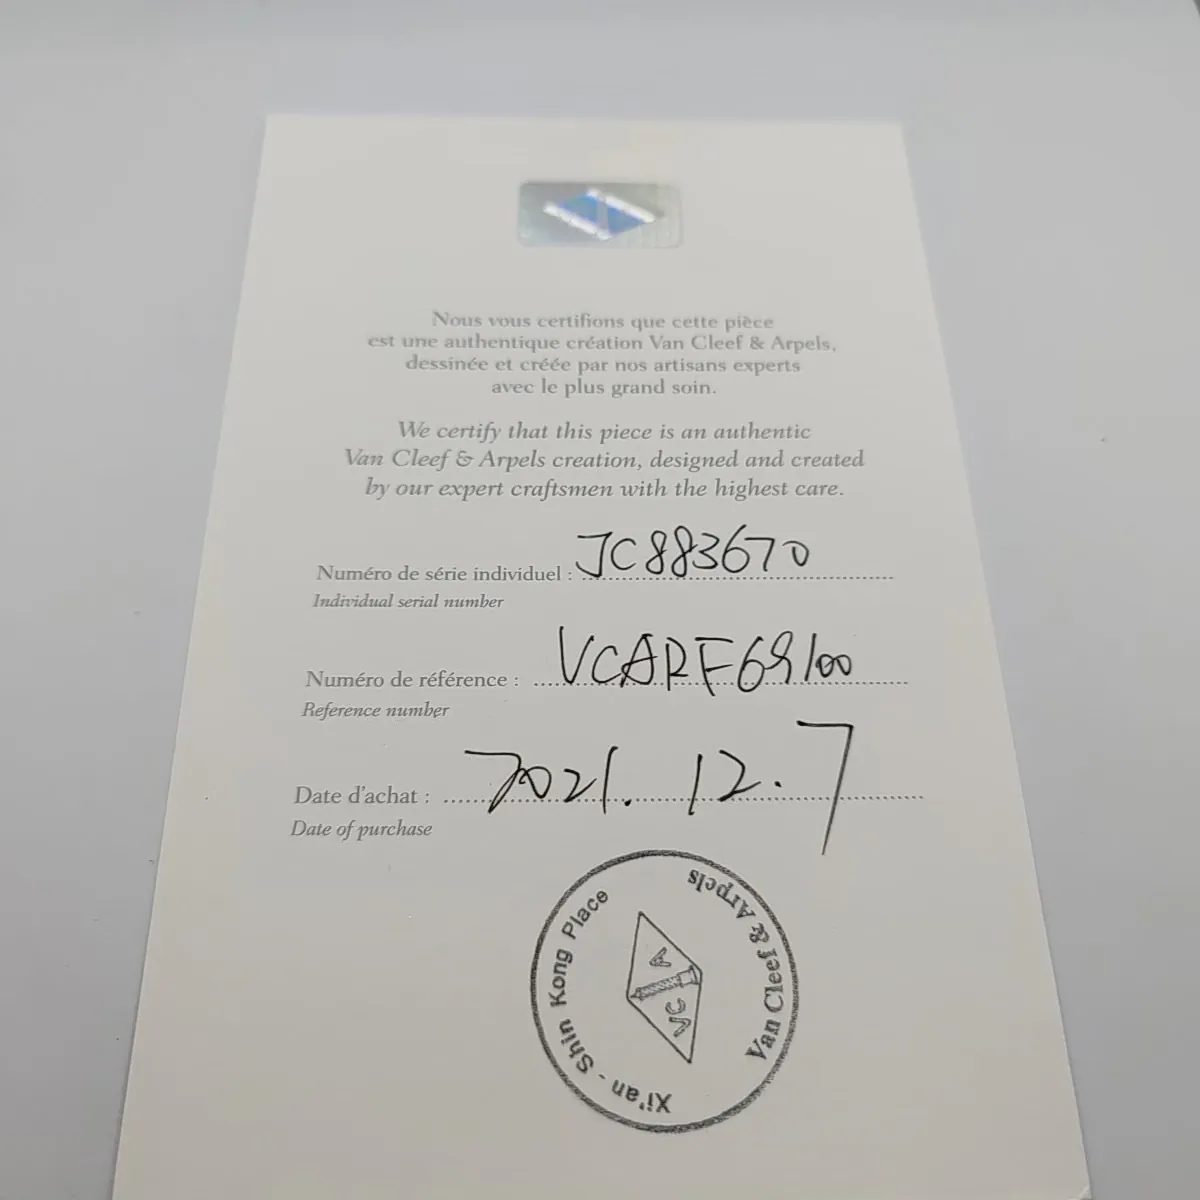 Nous vous certifions que cette pièce
est une authentique création Van Cleef & Arpels,
dessinée et créée par nos artisans experts
avec le plus grand soin.
We certify that this piece is an authentic
Van Cleef & Arpels creation, designed and created
by our expert craftsmen with the highest care.
Numéro de série individuel : JC883670
Individual serial number
Numéro de référence : VCARF69100
Reference number
Date d'achat : 2021.12.7
Date of purchase
Van Cleef & Arpels
VC A
Xi'an - Shin Kong Place